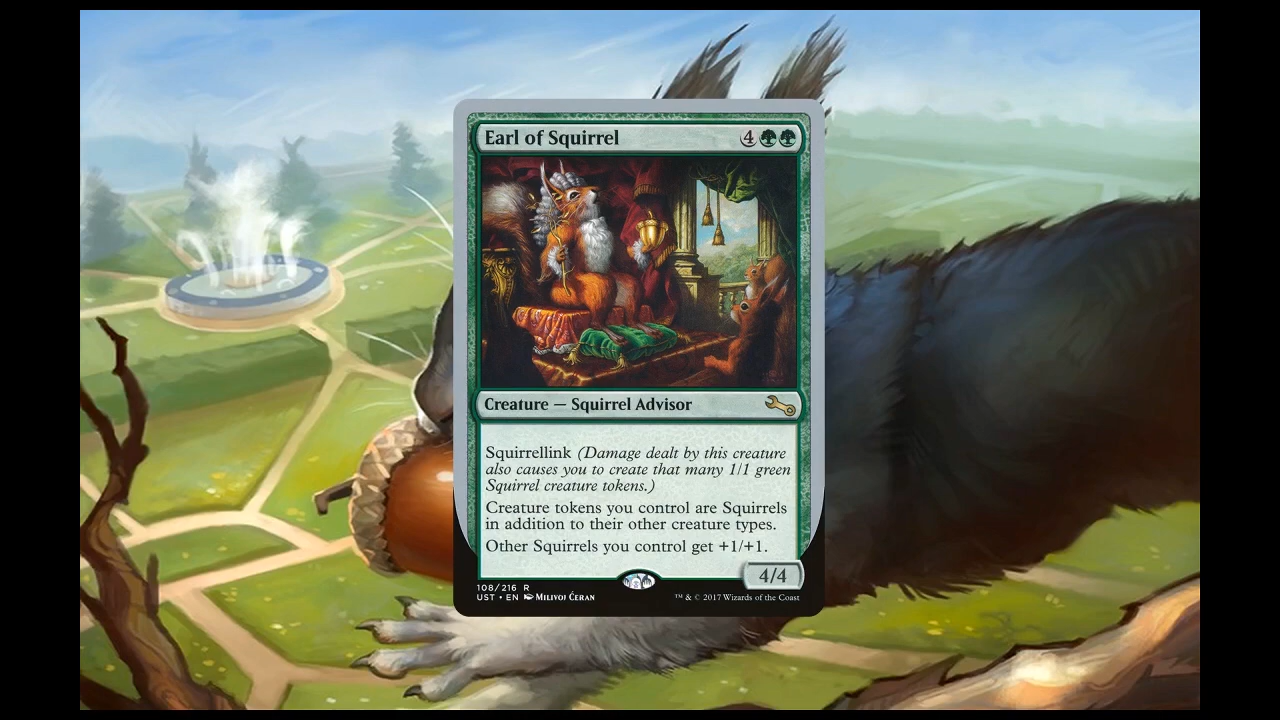 Earl of Squirrel 4
Creature — Squirrel Advisor
Squirrellink (Damage dealt by this creature
also causes you to create that many 1/1 green
Squirrel creature tokens.)
Creature tokens you control are Squirrels
in addition to their other creature types.
Other Squirrels you control get +1/+1.
4/4
108/216 R
UST • EN Milivoj Ćeran ™ & © 2017 Wizards of the Coast